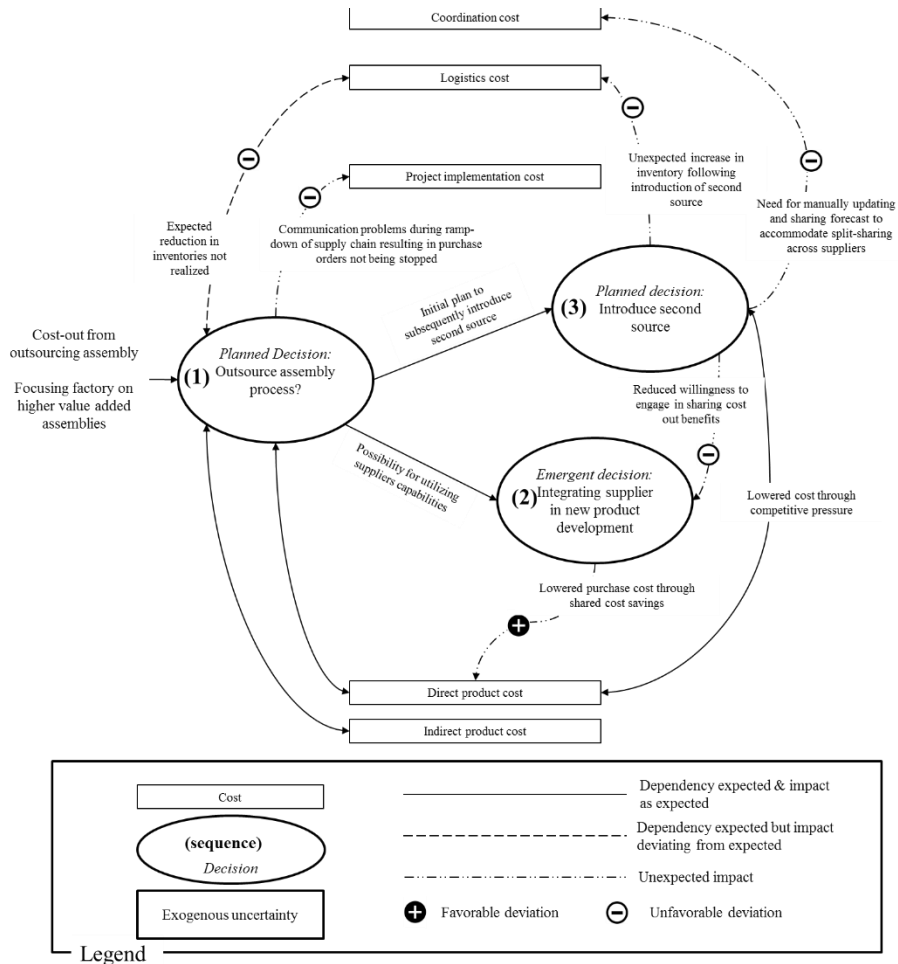 Coordination cost
Logistics cost
Project implementation cost
Unexpected increase in
inventory following
introduction of second
source
Need for manually updating
and sharing forecast to
accommodate split-sharing
across suppliers
Expected
reduction in
inventories not
realized
Communication problems during ramp-
down of supply chain resulting in purchase
orders not being stopped
Initial plan to
subsequently introduce
second source
(3)
Planned decision:
Introduce second
source
Cost-out from
outsourcing assembly
Focusing factory on
higher value added
assemblies
(1)
Planned Decision:
Outsource assembly
process?
Reduced willingness to
engage in sharing cost
out benefits
Possibility for utilizing
suppliers capabilities
(2)
Emergent decision:
Integrating supplier
in new product
development
Lowered cost through
competitive pressure
Lowered purchase cost through
shared cost savings
Direct product cost
Indirect product cost
Cost
(sequence)
Decision
Exogenous uncertainty
Dependency expected & impact
as expected
Dependency expected but impact
deviating from expected
Unexpected impact
Favorable deviation
Unfavorable deviation
Legend